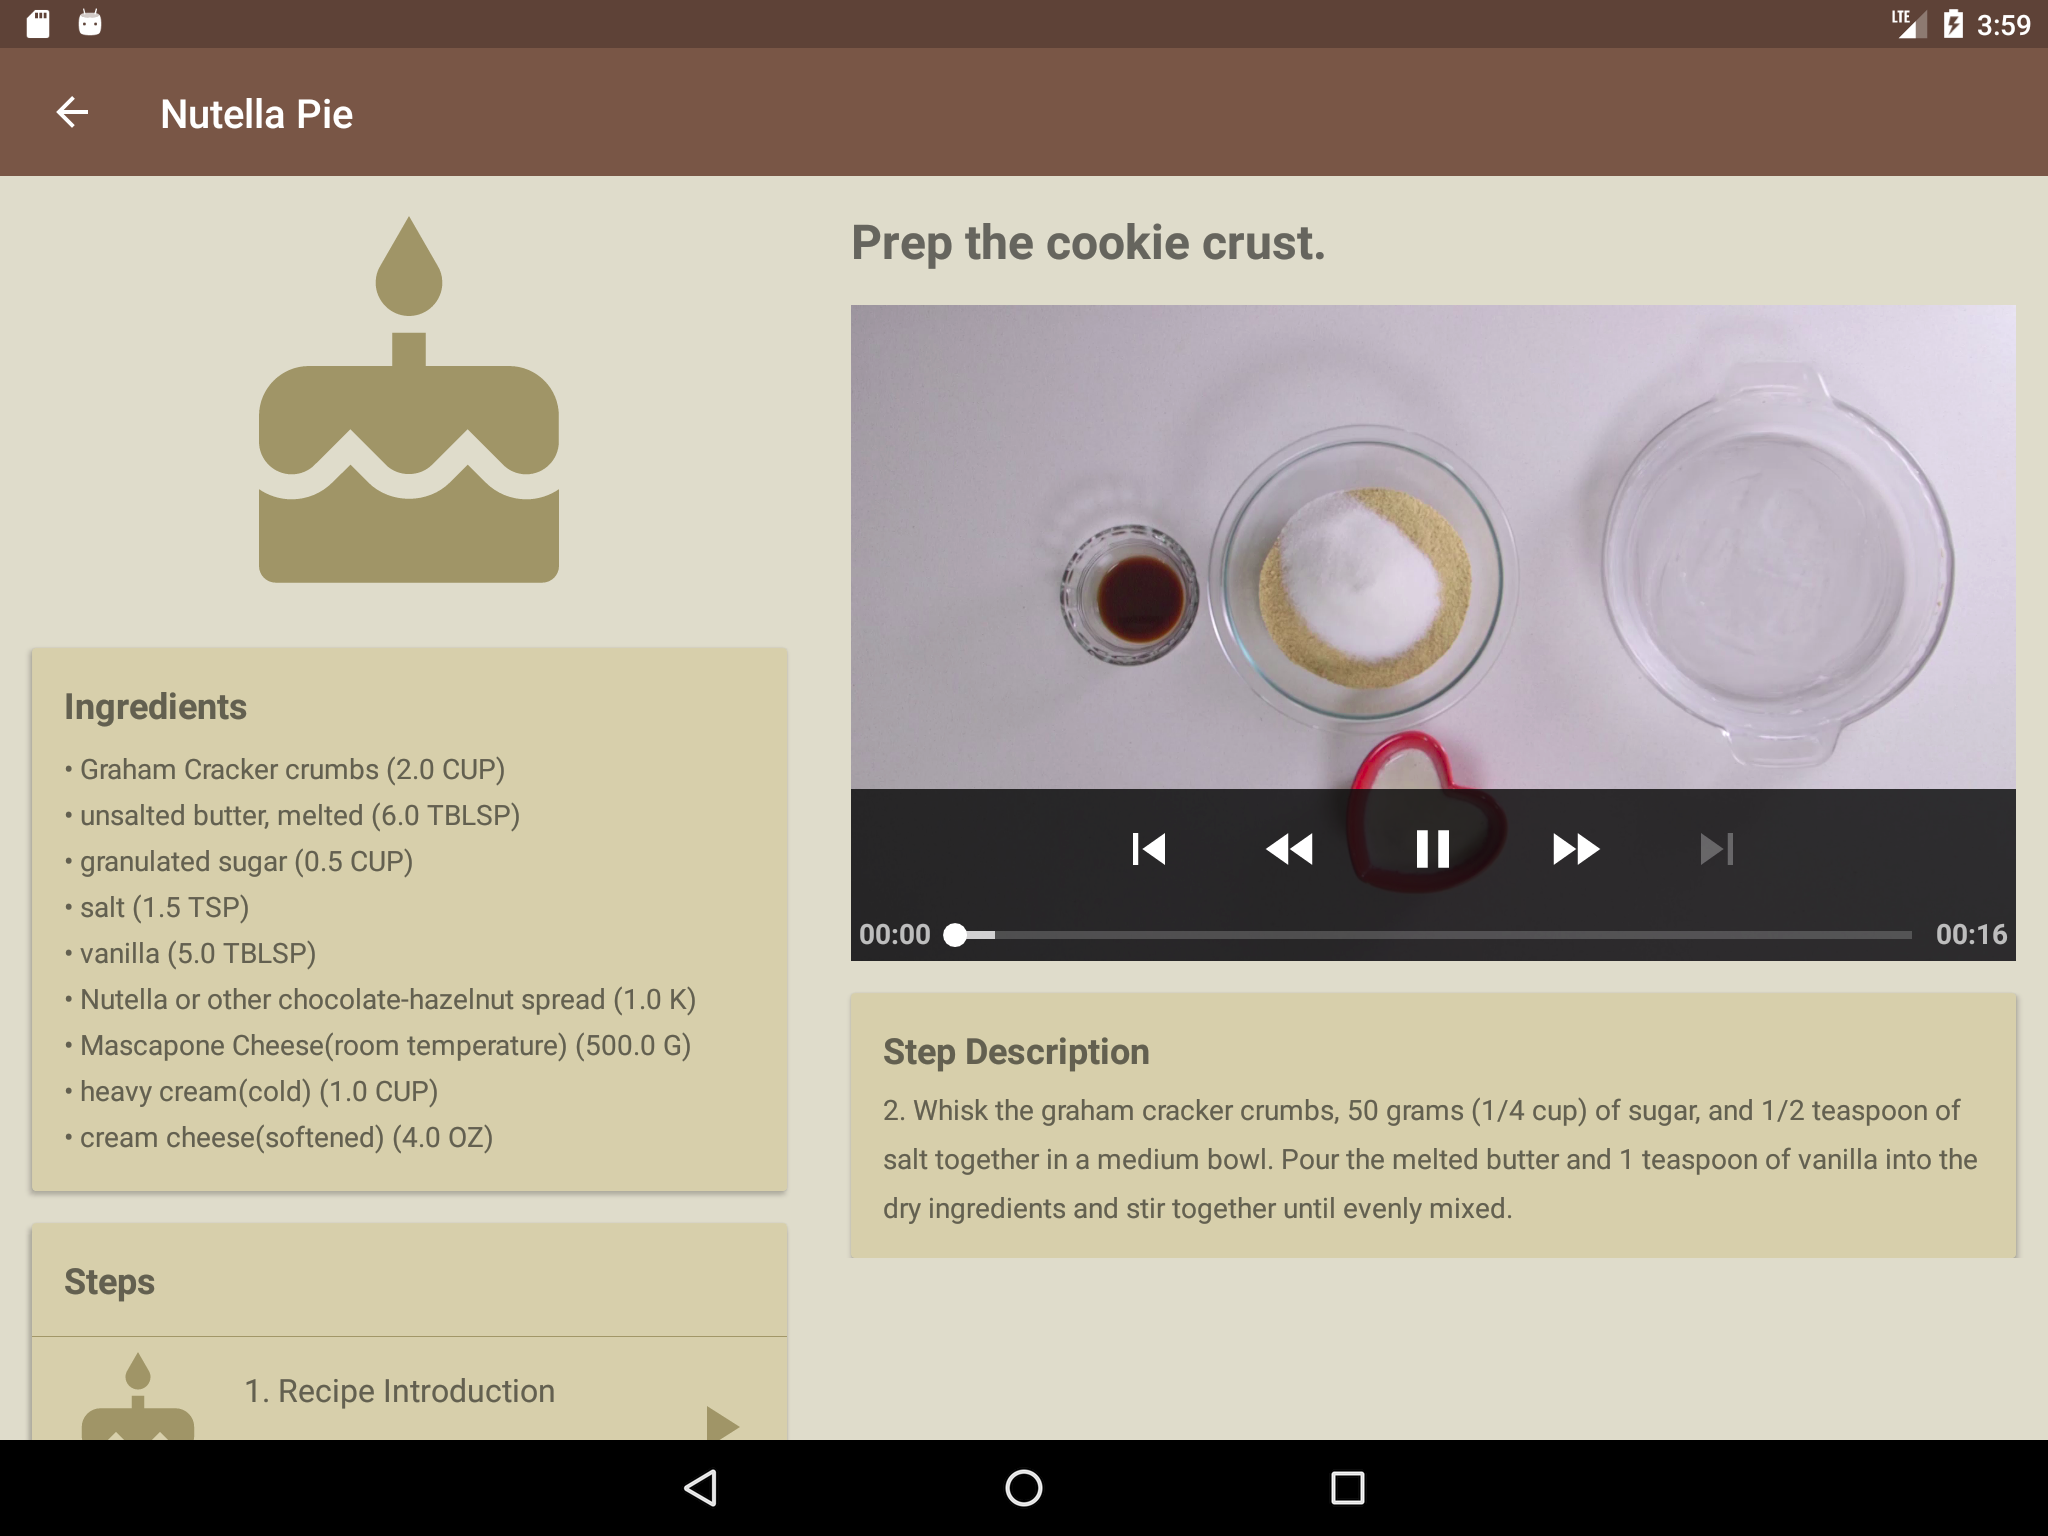 LTE 3:59
Nutella Pie
Prep the cookie crust.
00:00 00:16
Ingredients
• Graham Cracker crumbs (2.0 CUP)
• unsalted butter, melted (6.0 TBLSP)
• granulated sugar (0.5 CUP)
• salt (1.5 TSP)
• vanilla (5.0 TBLSP)
• Nutella or other chocolate-hazelnut spread (1.0 K)
• Mascapone Cheese(room temperature) (500.0 G)
• heavy cream(cold) (1.0 CUP)
• cream cheese(softened) (4.0 OZ)
Step Description
2. Whisk the graham cracker crumbs, 50 grams (1/4 cup) of sugar, and 1/2 teaspoon of
salt together in a medium bowl. Pour the melted butter and 1 teaspoon of vanilla into the
dry ingredients and stir together until evenly mixed.
Steps
1. Recipe Introduction